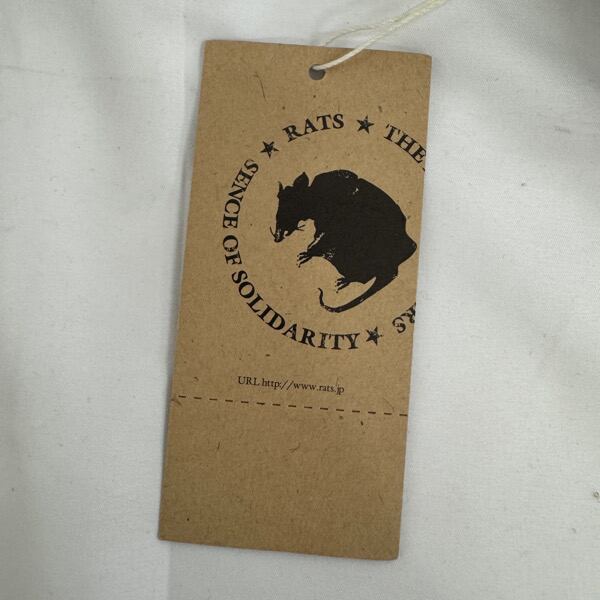 ★ RATS ★ THE
SENCE OF SOLIDARITY ★
URL http://www.rats.jp